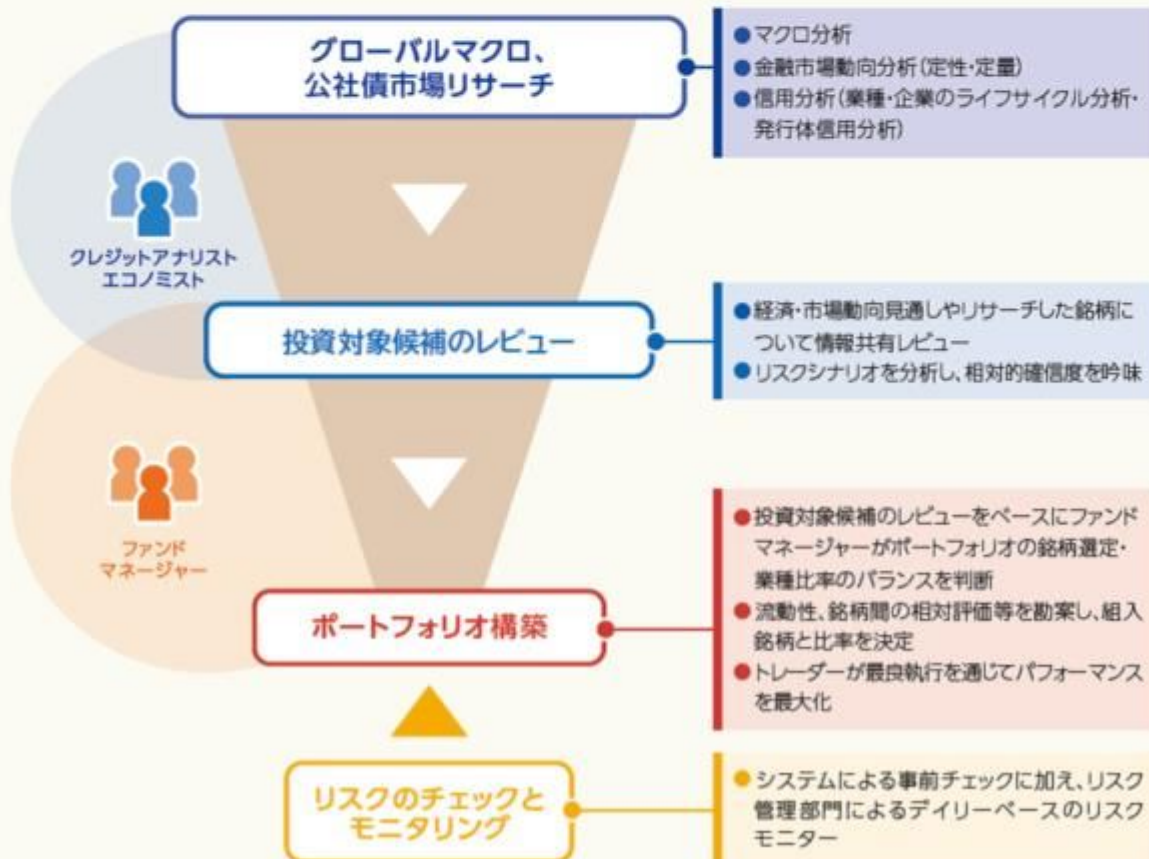 グローバルマクロ、
公社債市場リサーチ
●マクロ分析
●金融市場動向分析(定性・定量)
●信用分析(業種・企業のライフサイクル分析・
発行体信用分析)
クレジットアナリスト
エコノミスト
投資対象候補のレビュー
●経済・市場動向見通しやリサーチした銘柄に
ついて情報共有レビュー
●リスクシナリオを分析し、相対的確信度を吟味
ファンド
マネージャー
ポートフォリオ構築
●投資対象候補のレビューをベースにファンド
マネージャーがポートフォリオの銘柄選定・
業種比率のバランスを判断
●流動性、銘柄間の相対評価等を勘案し、組入
銘柄と比率を決定
●トレーダーが最良執行を通じてパフォーマンス
を最大化
リスクのチェックと
モニタリング
●システムによる事前チェックに加え、リスク
管理部門によるデイリーベースのリスク
モニター